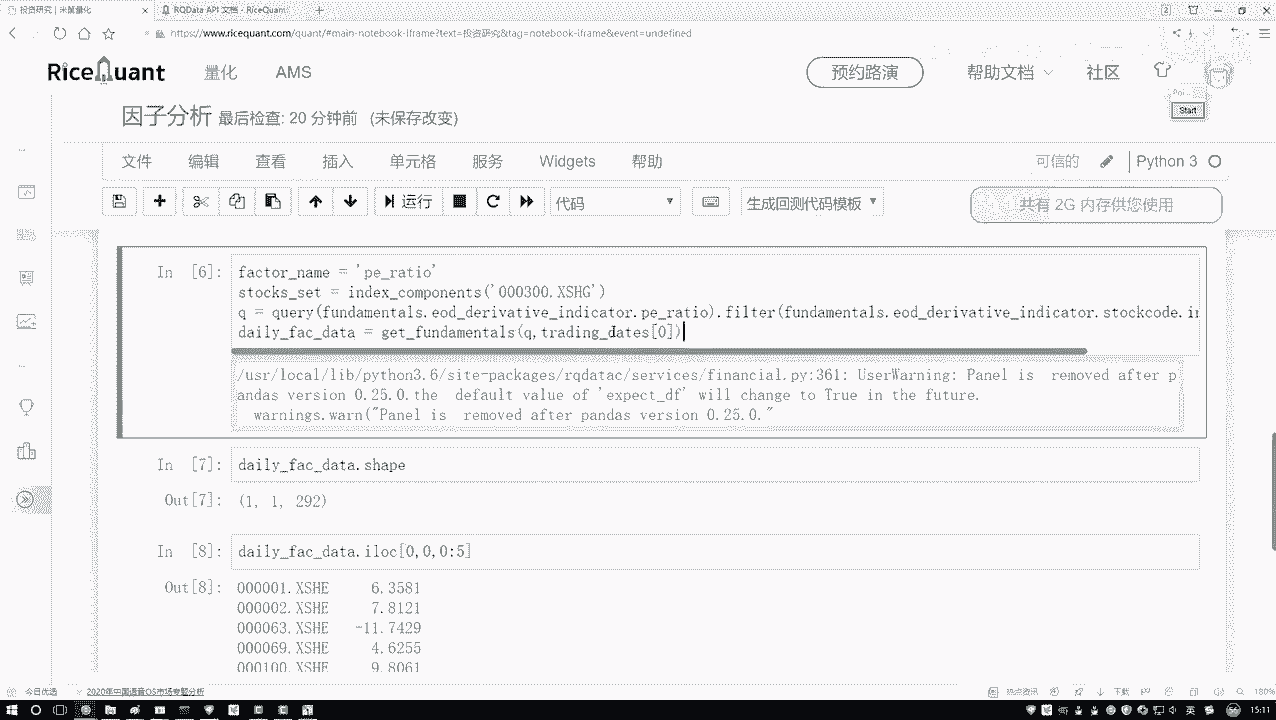 投资研究 | 米筐量化
RQData API 文档 - RiceQuant
https://www.ricequant.com/quant/#main-notebook-iframe?text=投资研究&tag=notebook-iframe&event=undefined
RiceQuant 量化 AMS 预约路演 帮助文档 社区
Start
因子分析 最后检查: 20 分钟前 (未保存改变)
文件 编辑 查看 插入 单元格 服务 Widgets 帮助 可信的 Python 3
运行 代码 生成回测代码模板 共有 2G 内存供您使用
In [6]: factor_name = 'pe_ratio'
stocks_set = index_components('000300.XSHG')
q = query(fundamentals.eod_derivative_indicator.pe_ratio).filter(fundamentals.eod_derivative_indicator.stockcode.in
daily_fac_data = get_fundamentals(q,trading_dates[0])
/usr/local/lib/python3.6/site-packages/rqdatac/services/financial.py:361: UserWarning: Panel is removed after p
andas version 0.25.0.the default value of 'expect_df' will change to True in the future.
warnings.warn("Panel is removed after pandas version 0.25.0."
In [7]: daily_fac_data.shape
Out[7]: (1, 1, 292)
In [8]: daily_fac_data.iloc[0,0,0:5]
Out[8]: 000001.XSHE 6.3581
000002.XSHE 7.8121
000063.XSHE -11.7429
000069.XSHE 4.6255
000100.XSHE 9.8061
今日优选 2020年中国语音OS市场专题分析 热点资讯 下载 180%
英 15:11